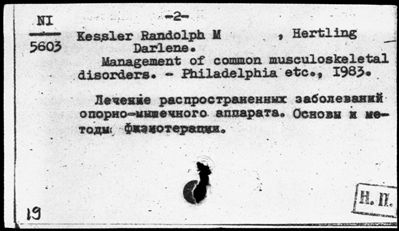 NI
5603
-2-
Kessler Randolph M , Hertling
Darlene.
Management of common musculoskeletal
disorders. - Philadelphia etc., 1983.
Лечение распространенных заболеваний
опорно-мышечного аппарата. Основы и ме-
тоды физиотерапии.
19
Н. П.